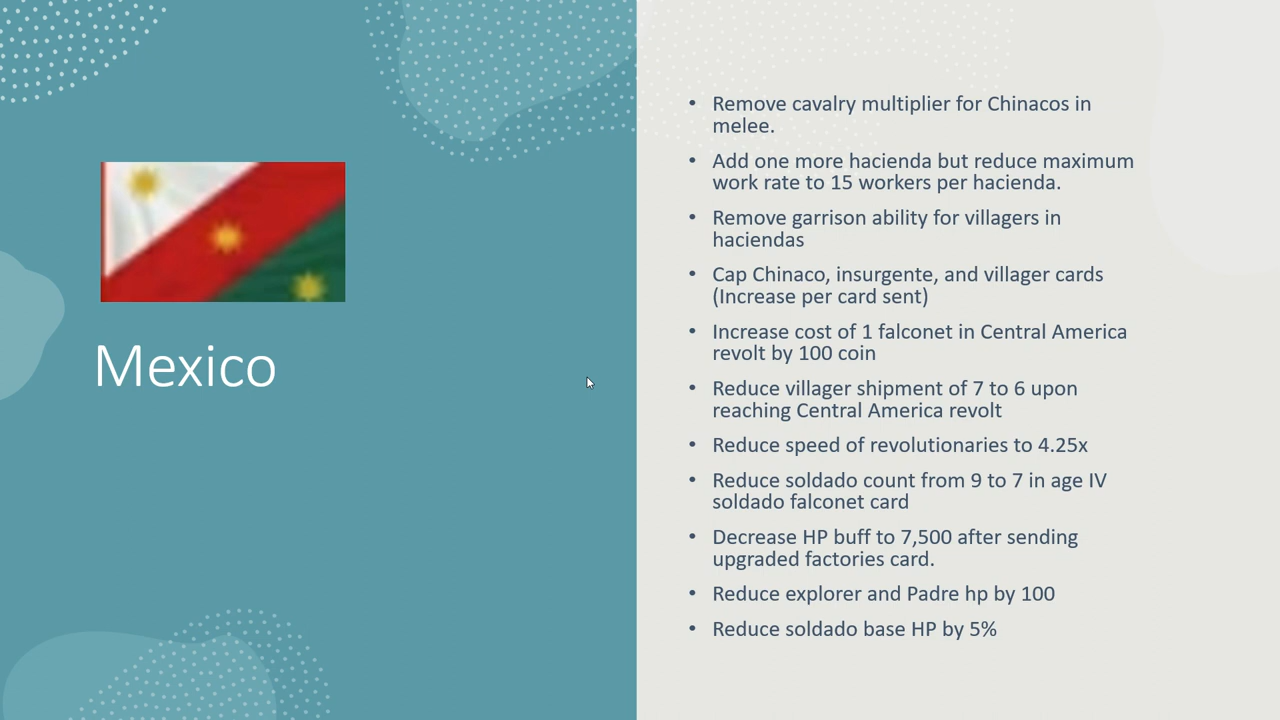 Mexico
• Remove cavalry multiplier for Chinacos in
melee.
• Add one more hacienda but reduce maximum
work rate to 15 workers per hacienda.
• Remove garrison ability for villagers in
haciendas
• Cap Chinaco, insurgente, and villager cards
(Increase per card sent)
• Increase cost of 1 falconet in Central America
revolt by 100 coin
• Reduce villager shipment of 7 to 6 upon
reaching Central America revolt
• Reduce speed of revolutionaries to 4.25x
• Reduce soldado count from 9 to 7 in age IV
soldado falconet card
• Decrease HP buff to 7,500 after sending
upgraded factories card.
• Reduce explorer and Padre hp by 100
• Reduce soldado base HP by 5%